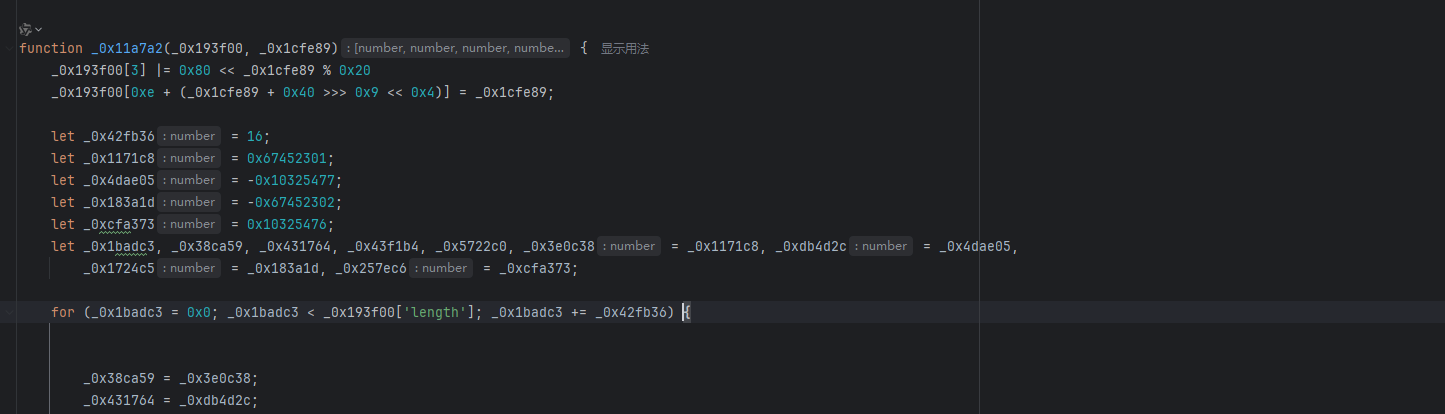 function _0x11a7a2(_0x193f00, _0x1cfe89) : [number, number, number, numbe... { 显示用法
_0x193f00[3] |= 0x80 << _0x1cfe89 % 0x20
_0x193f00[0xe + (_0x1cfe89 + 0x40 >>> 0x9 << 0x4)] = _0x1cfe89;
let _0x42fb36 : number = 16;
let _0x1171c8 : number = 0x67452301;
let _0x4dae05 : number = -0x10325477;
let _0x183a1d : number = -0x67452302;
let _0xcfa373 : number = 0x10325476;
let _0x1badc3, _0x38ca59, _0x431764, _0x43f1b4, _0x5722c0, _0x3e0c38 : number = _0x1171c8, _0xdb4d2c : number = _0x4dae05,
_0x1724c5 : number = _0x183a1d, _0x257ec6 : number = _0xcfa373;
for (_0x1badc3 = 0x0; _0x1badc3 < _0x193f00['length']; _0x1badc3 += _0x42fb36) {
_0x38ca59 = _0x3e0c38;
_0x431764 = _0xdb4d2c;